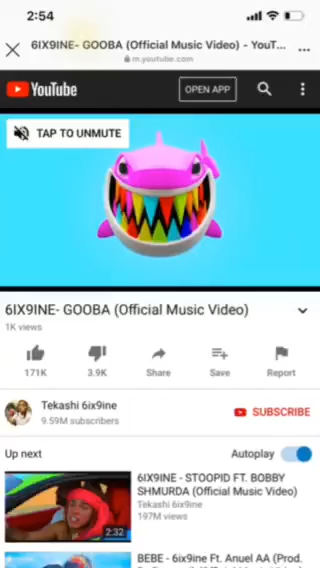 2:54
6IX9INE- GOOBA (Official Music Video) - YouT...
m.youtube.com
YouTube
OPEN APP
TAP TO UNMUTE
6IX9INE- GOOBA (Official Music Video)
1K views
171K
3.9K
Share
Save
Report
Tekashi 6ix9ine
9.59M subscribers
SUBSCRIBE
Up next
Autoplay
6IX9INE - STOOPID FT. BOBBY
SHMURDA (Official Music Video)
Tekashi 6ix9ine
197M views
2:32
BEBE - 6ix9ine Ft. Anuel AA (Prod.